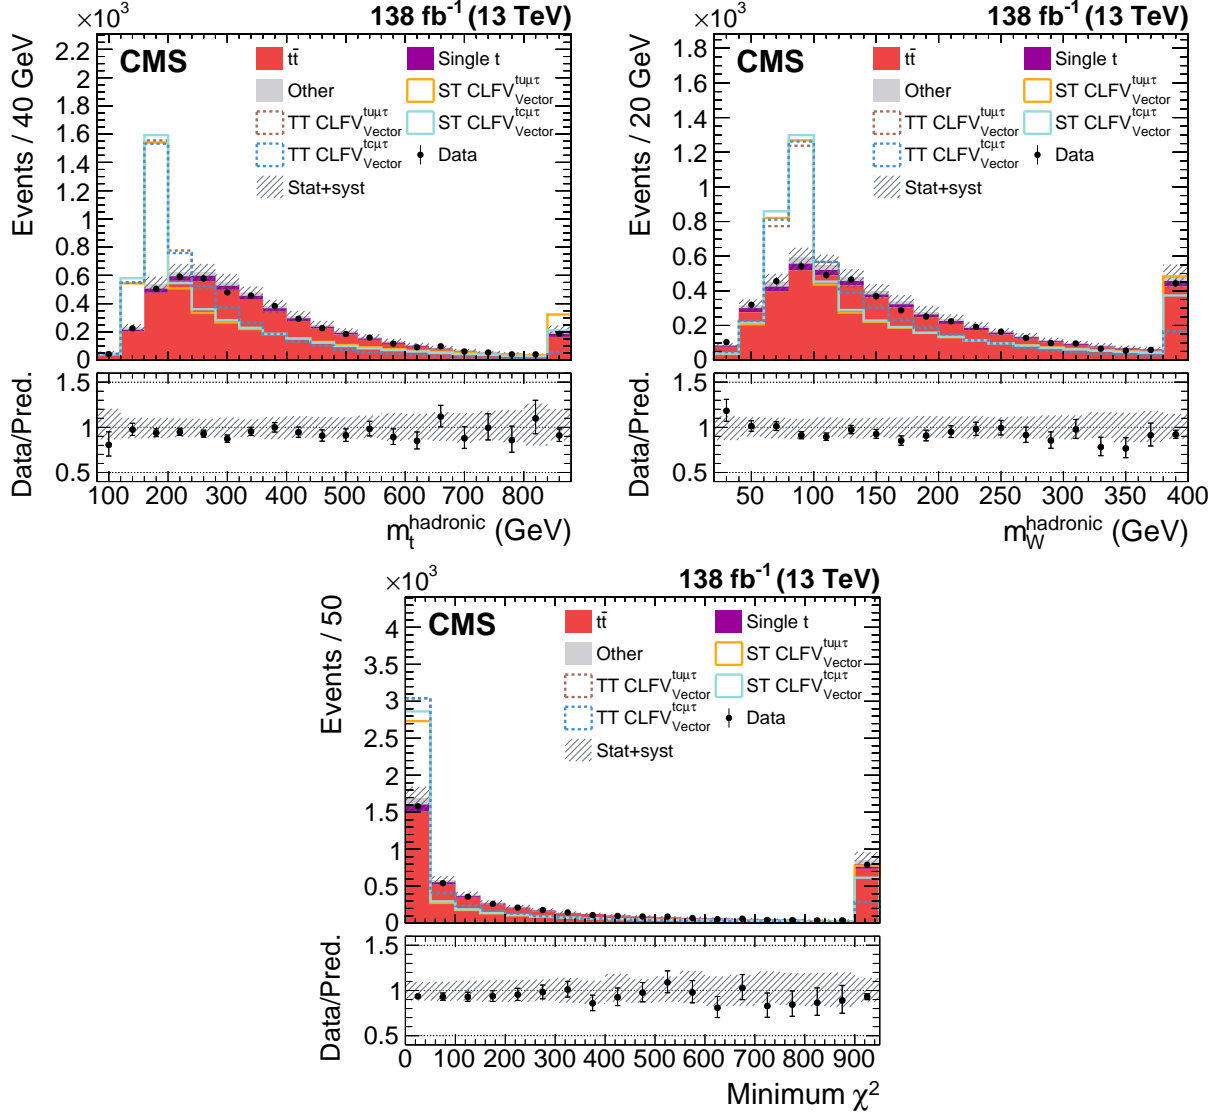 ×10³ 138 fb⁻¹ (13 TeV)
CMS
tt̄ Single t
Other ST CLFV^{tuμτ}_{Vector}
TT CLFV^{tuμτ}_{Vector} ST CLFV^{tcμτ}_{Vector}
TT CLFV^{tcμτ}_{Vector} Data
Stat+syst
Events / 40 GeV
2.2
2
1.8
1.6
1.4
1.2
1
0.8
0.6
0.4
0.2
0
Data/Pred.
1.5
1.0
0.5
100 200 300 400 500 600 700 800
m_t^{hadronic} (GeV)
×10³ 138 fb⁻¹ (13 TeV)
CMS
tt̄ Single t
Other ST CLFV^{tuμτ}_{Vector}
TT CLFV^{tuμτ}_{Vector} ST CLFV^{tcμτ}_{Vector}
TT CLFV^{tcμτ}_{Vector} Data
Stat+syst
Events / 20 GeV
1.8
1.6
1.4
1.2
1
0.8
0.6
0.4
0.2
0
Data/Pred.
1.5
1.0
0.5
50 100 150 200 250 300 350 400
m_W^{hadronic} (GeV)
×10³ 138 fb⁻¹ (13 TeV)
CMS
tt̄ Single t
Other ST CLFV^{tuμτ}_{Vector}
TT CLFV^{tuμτ}_{Vector} ST CLFV^{tcμτ}_{Vector}
TT CLFV^{tcμτ}_{Vector} Data
Stat+syst
Events / 50
4
3.5
3
2.5
2
1.5
1
0.5
0
Data/Pred.
1.5
1.0
0.5
0 100 200 300 400 500 600 700 800 900
Minimum χ²